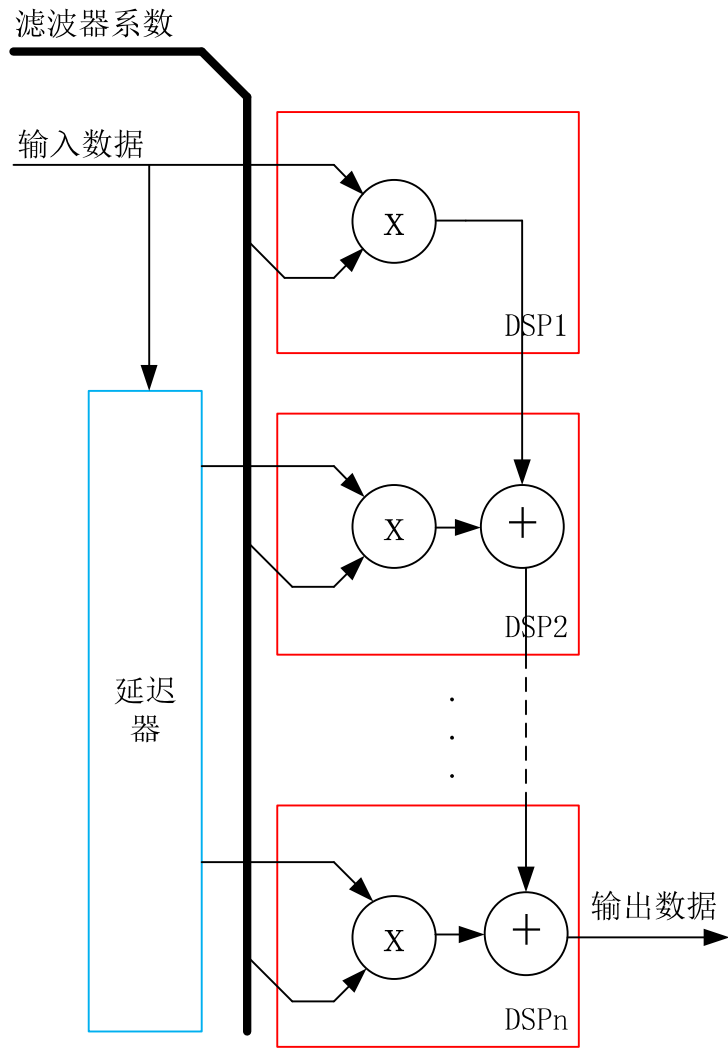 滤波器系数
输入数据
X
DSP1
X
+
DSP2
延迟
器
.
.
.
X
+
输出数据
DSPn